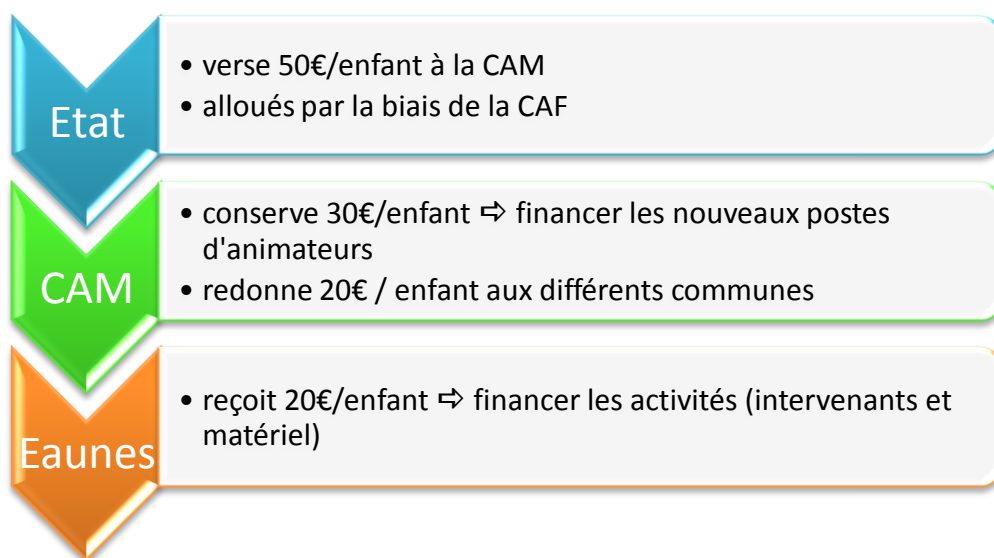 Etat
• verse 50€/enfant à la CAM
• alloués par la biais de la CAF
CAM
• conserve 30€/enfant ⇨ financer les nouveaux postes
d'animateurs
• redonne 20€ / enfant aux différents communes
Eaunes
• reçoit 20€/enfant ⇨ financer les activités (intervenants et
matériel)